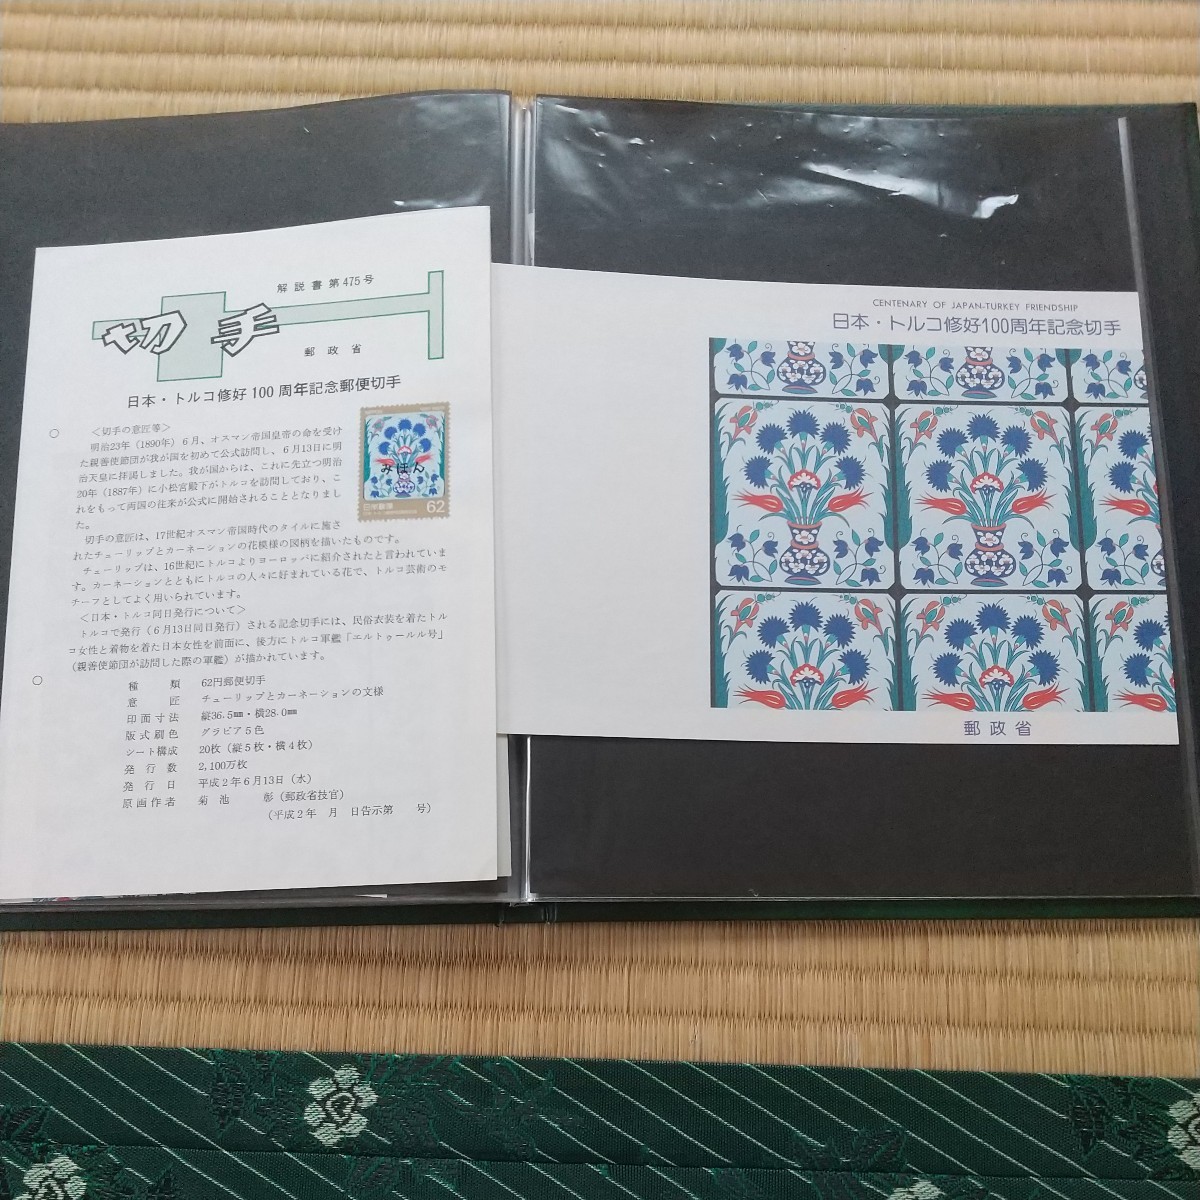 解説書第475号
切手
郵政省
日本・トルコ修好100周年記念郵便切手
＜切手の意匠等＞
明治23年（1890年）6月、オスマン帝国皇帝の命を受け
た親善使節団が我が国を初めて公式訪問し、6月13日に明
治天皇に拝謁しました。我が国からは、これに先立つ明治
20年（1887年）に小松宮殿下がトルコを訪問しており、こ
れをもって両国の往来が公式に開始されることとなりまし
た。
切手の意匠は、17世紀オスマン帝国時代のタイルに施さ
れたチューリップとカーネーションの花模様の図柄を描いたものです。
チューリップは、16世紀にトルコよりヨーロッパに紹介されたと言われていま
す。カーネーションとともにトルコの人々に好まれている花で、トルコ芸術のモ
チーフとしてよく用いられています。
＜日本・トルコ同日発行について＞
トルコで発行（6月13日同日発行）される記念切手には、民俗衣装を着たトル
コ女性と着物を着た日本女性を前面に、後方にトルコ軍艦「エルトゥールル号」
（親善使節団が訪問した際の軍艦）が描かれています。
種類 62円郵便切手
意匠 チューリップとカーネーションの文様
印面寸法 縦36.5㎜・横28.0㎜
版式刷色 グラビア5色
シート構成 20枚（縦5枚・横4枚）
発行数 2,100万枚
発行日 平成2年6月13日（水）
原画作者 菊池 彰（郵政省技官）
（平成2年 月 日告示第 号）
みほん
日本郵便
62
CENTENARY OF JAPAN-TURKEY FRIENDSHIP
日本・トルコ修好100周年記念切手
郵政省